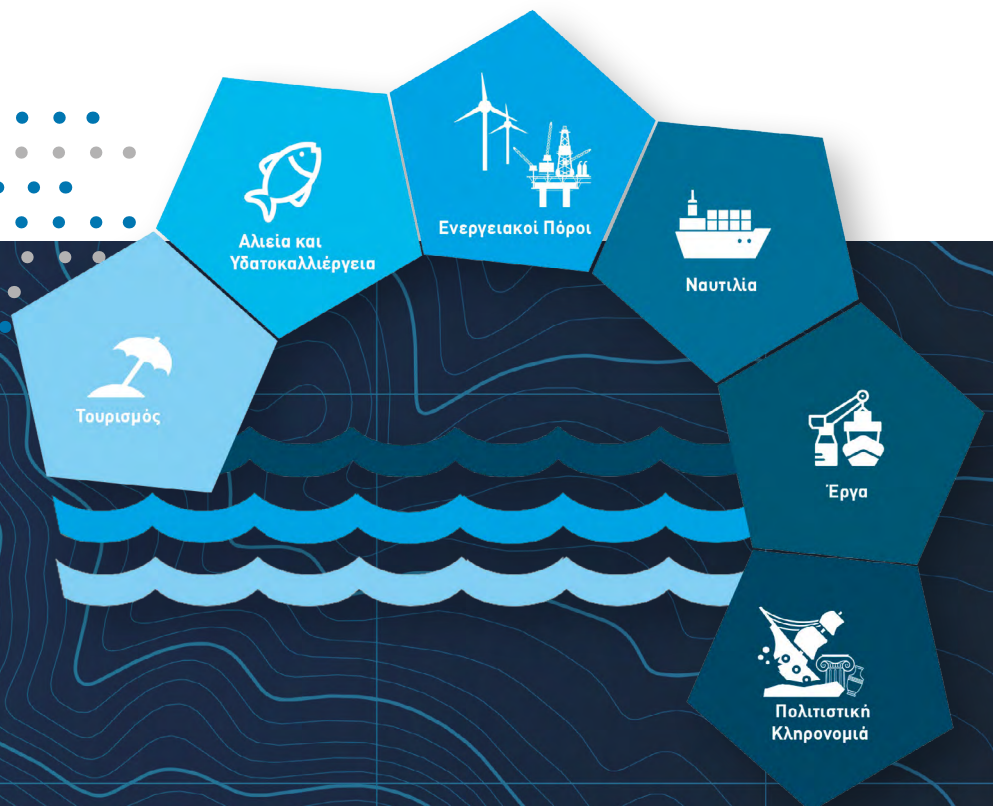 Τουρισμός
Αλιεία και
Υδατοκαλλιέργεια
Ενεργειακοί Πόροι
Ναυτιλία
Έργα
Πολιτιστική
Κληρονομιά